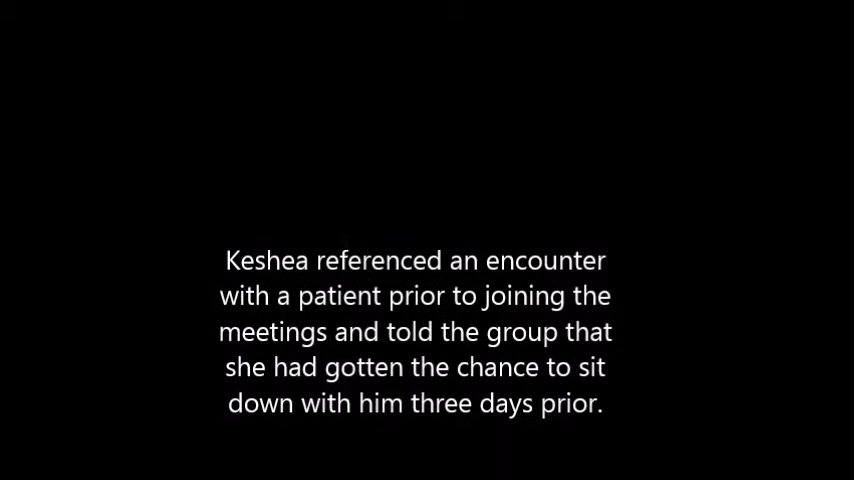 Keshea referenced an encounter
with a patient prior to joining the
meetings and told the group that
she had gotten the chance to sit
down with him three days prior.